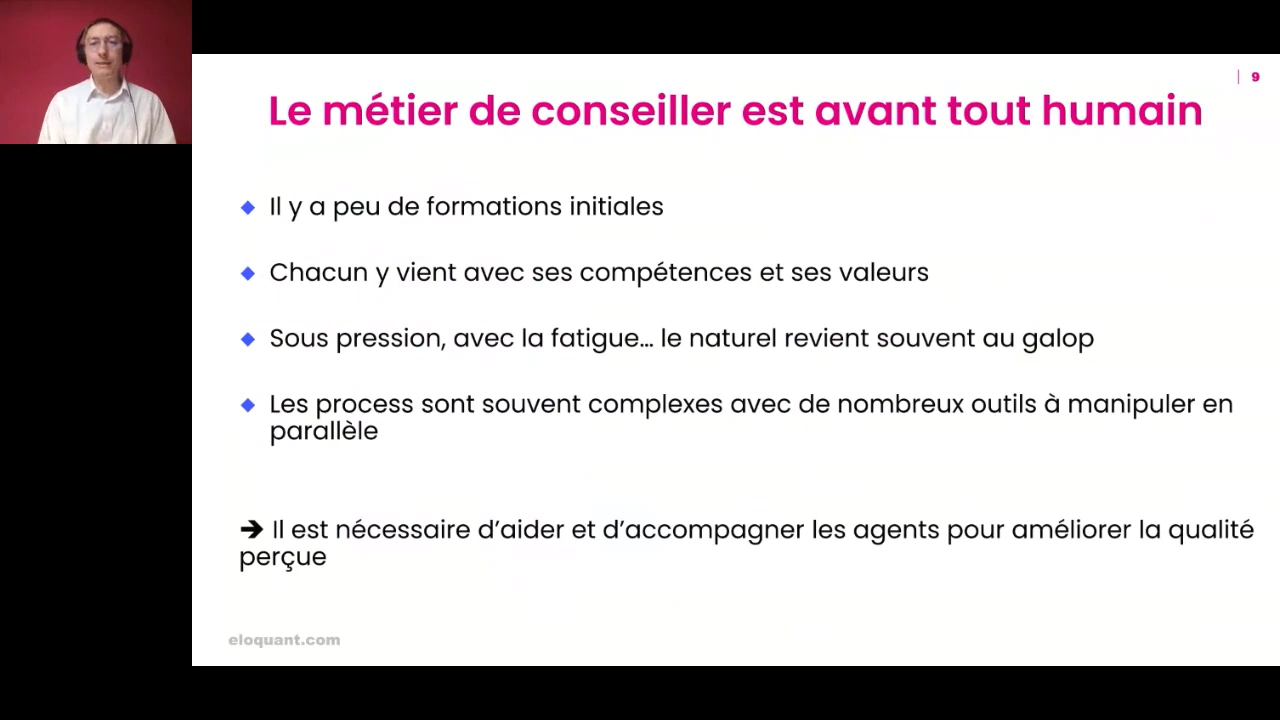 9
Le métier de conseiller est avant tout humain
Il y a peu de formations initiales
Chacun y vient avec ses compétences et ses valeurs
Sous pression, avec la fatigue... le naturel revient souvent au galop
Les process sont souvent complexes avec de nombreux outils à manipuler en
parallèle
➔ Il est nécessaire d’aider et d’accompagner les agents pour améliorer la qualité
perçue
eloquant.com